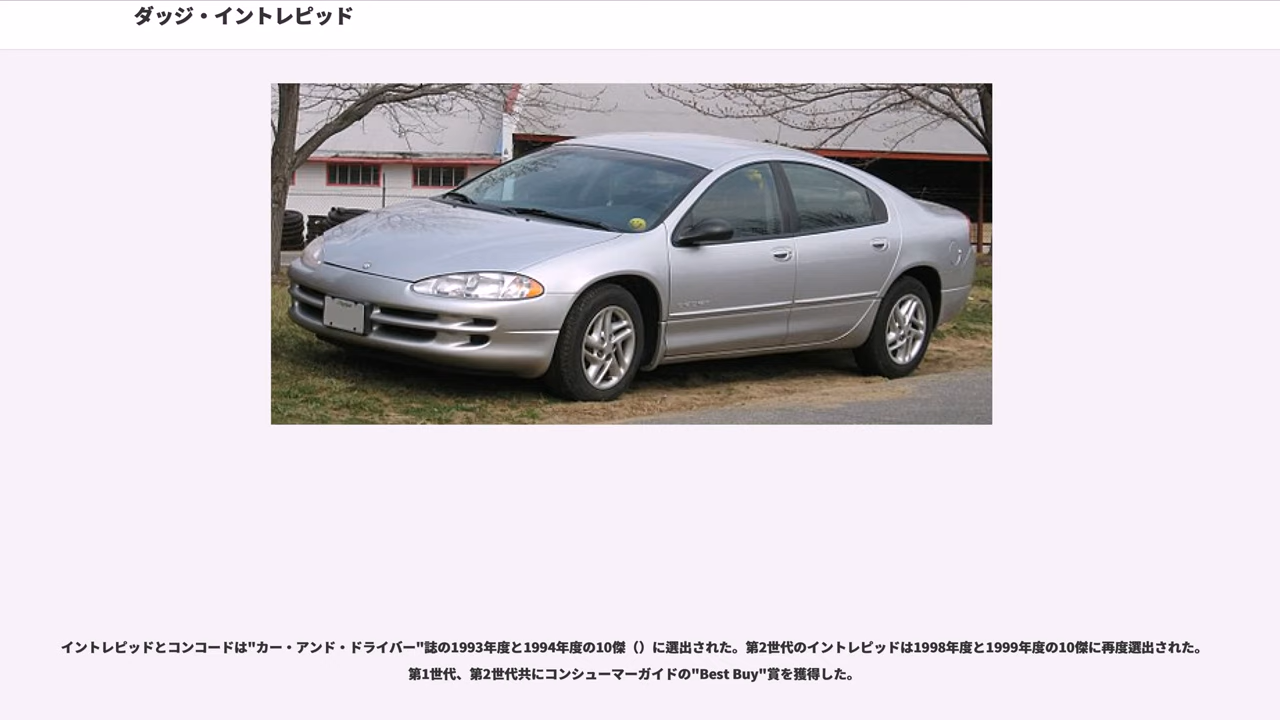 ダッジ・イントレピッド
イントレピッドとコンコードは"カー・アンド・ドライバー"誌の1993年度と1994年度の10傑（）に選出された。第2世代のイントレピッドは1998年度と1999年度の10傑に再度選出された。
第1世代、第2世代共にコンシューマーガイドの"Best Buy"賞を獲得した。